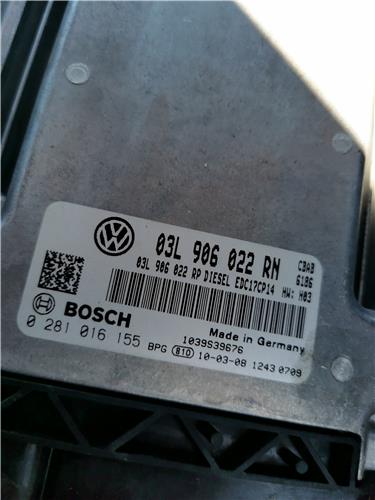 03L 906 022 RN CBAB
03L 906 022 RP DIESEL EDC17CP14 6186
HW: H03
BOSCH Made in Germany
0 281 016 155 1039S39676
BPG 810 10-03-08 1243 0709